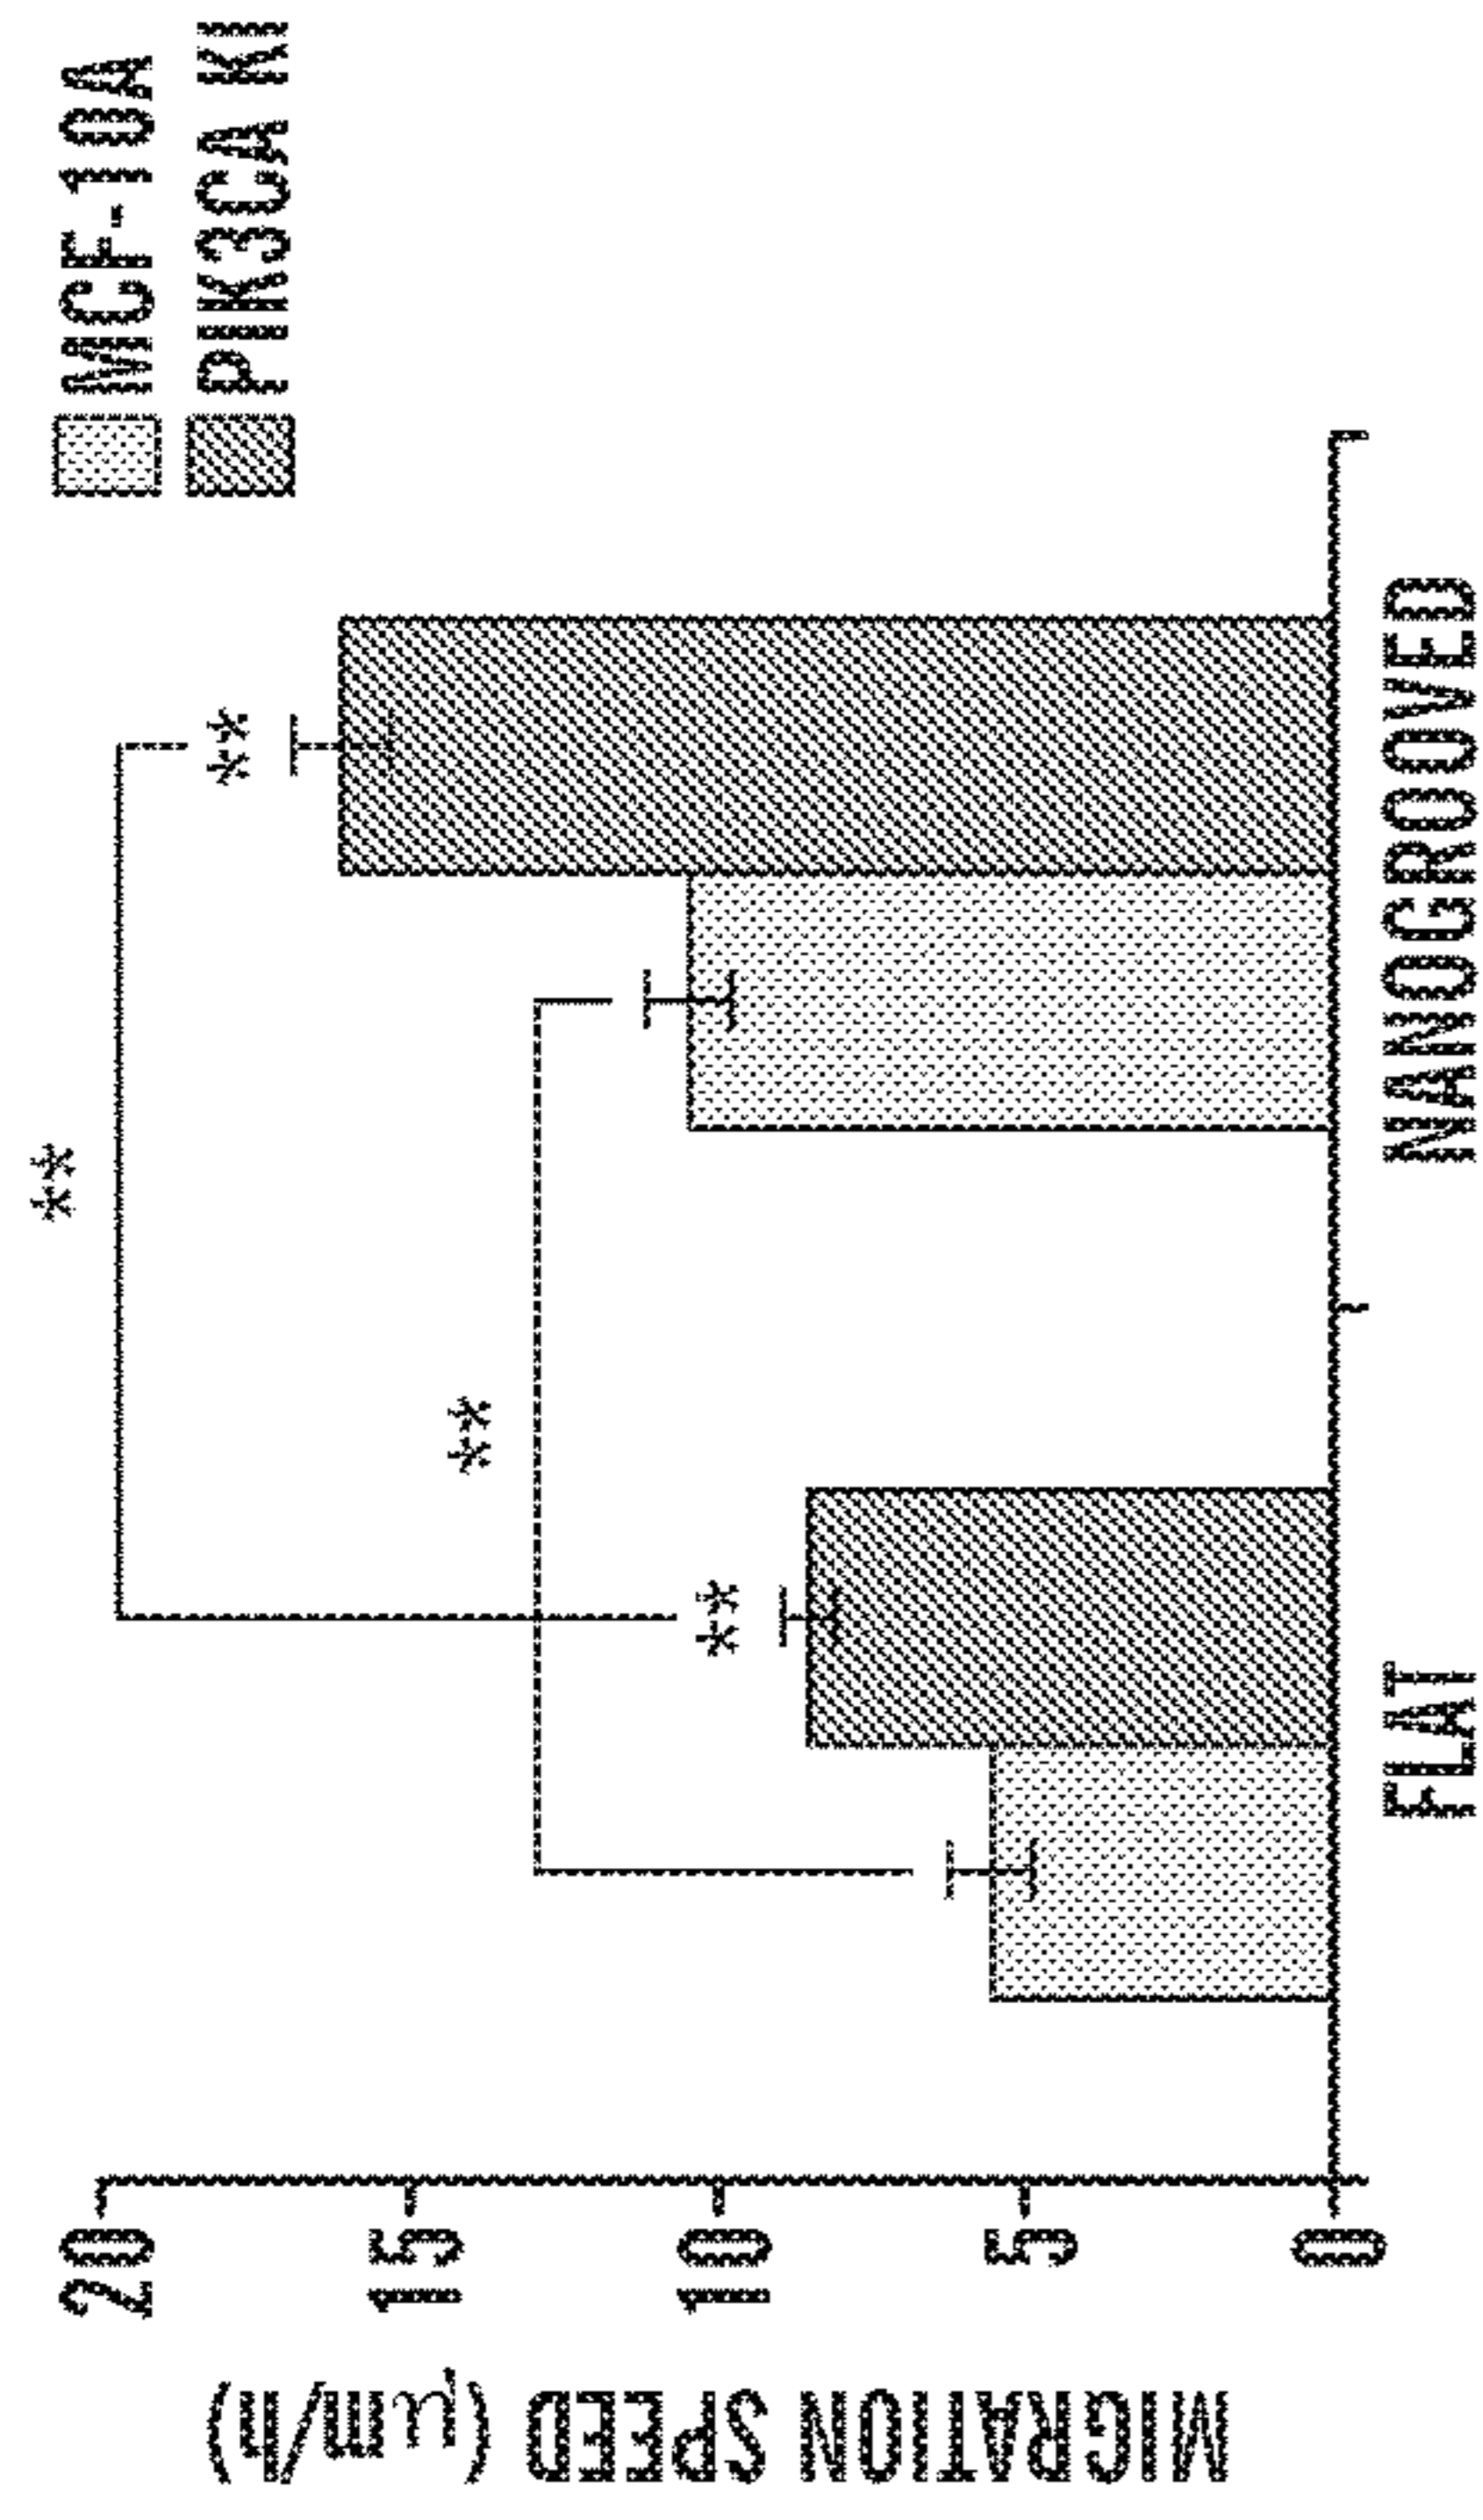 MCF-10A
PIK3CA KI
**
**
**
**
20
15
10
5
0
MIGRATION SPEED (μm/h)
FLAT
NANOGROOVED